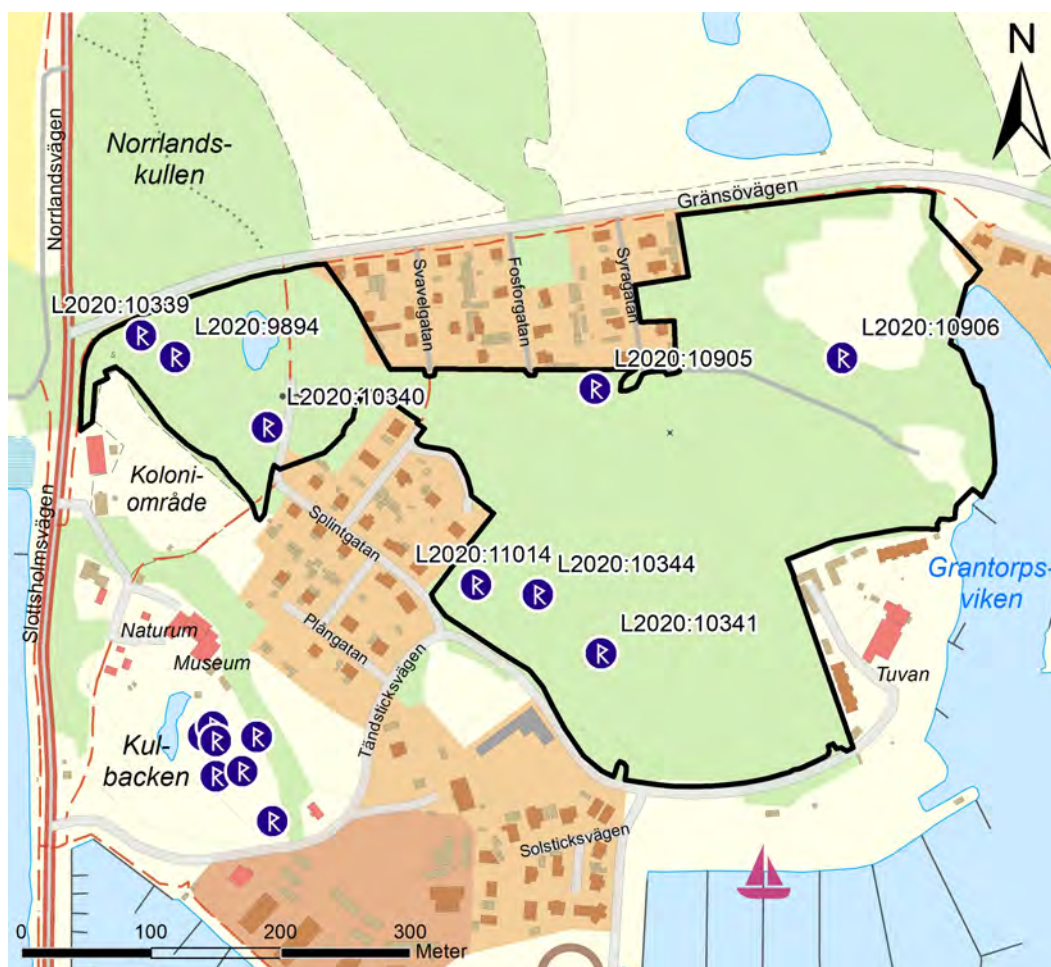 N
Norrlands-
kullen
Norrlandsvägen
Gränsövägen
Svavelgatan
Fosforgatan
Syragatan
L2020:10339
L2020:9894
L2020:10906
L2020:10905
L2020:10340
Koloni-
område
Splintgatan
L2020:11014
L2020:10344
Grantorps-
viken
Slottsholmsvägen
Plångatan
L2020:10341
Naturum
Museum
Tuvan
Tändsticksvägen
Kul-
backen
Solsticksvägen
0 100 200 300
Meter
R
R
R
R
R
R
R
R
R
R
R
R
R
R